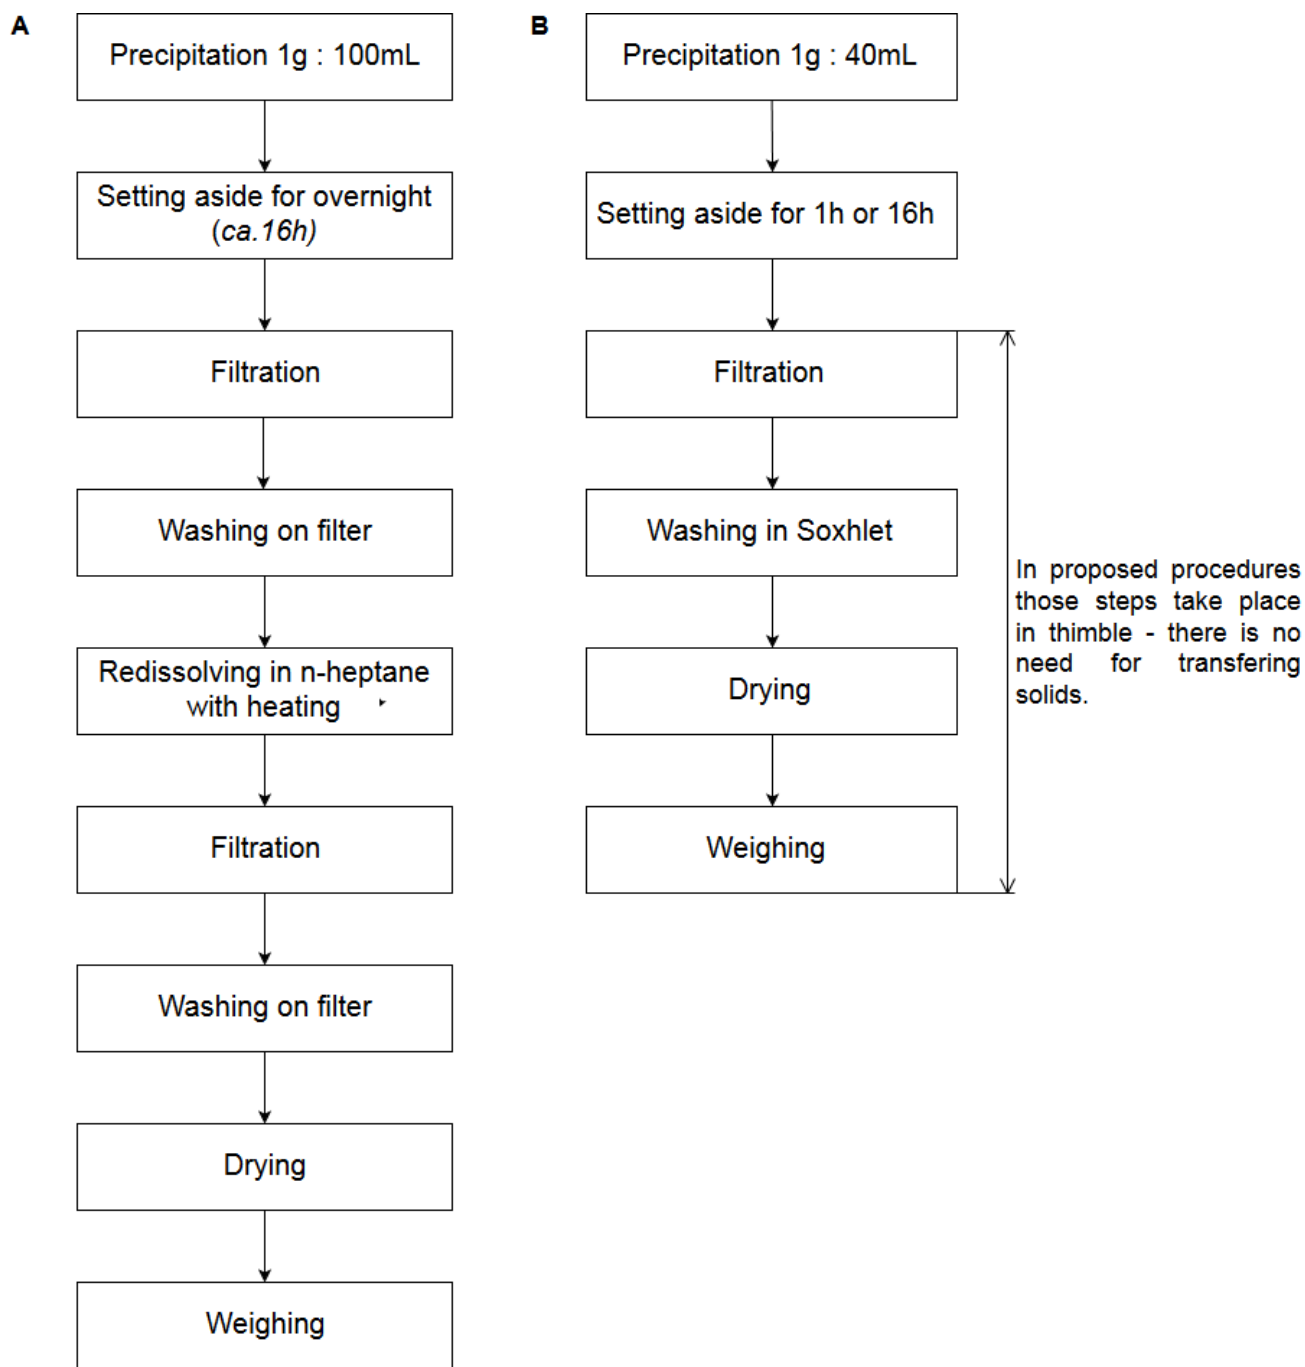 A
Precipitation 1g : 100mL
Setting aside for overnight
(ca.16h)
Filtration
Washing on filter
Redissolving in n-heptane
with heating
Filtration
Washing on filter
Drying
Weighing
B
Precipitation 1g : 40mL
Setting aside for 1h or 16h
Filtration
Washing in Soxhlet
Drying
Weighing
In proposed procedures
those steps take place
in thimble - there is no
need for transfering
solids.